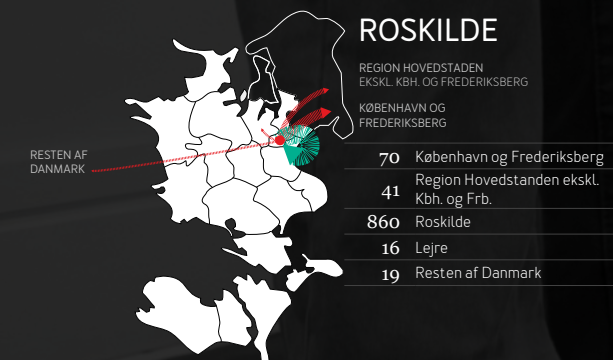 ROSKILDE
REGION HOVEDSTADEN
EKSKL. KBH. OG FREDERIKSBERG
KØBENHAVN OG
FREDERIKSBERG
RESTEN AF
DANMARK
70 København og Frederiksberg
41 Region Hovedstanden ekskl.
Kbh. og Frb.
860 Roskilde
16 Lejre
19 Resten af Danmark